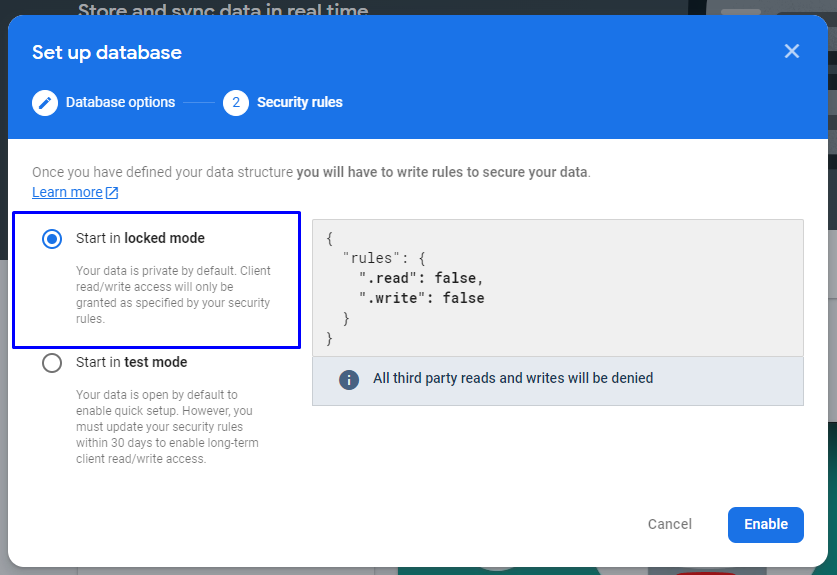 Store and sync data in real time
Set up database
Database options
2
Security rules
Once you have defined your data structure you will have to write rules to secure your data.
Learn more
Start in locked mode
Your data is private by default. Client
read/write access will only be
granted as specified by your security
rules.
Start in test mode
Your data is open by default to
enable quick setup. However, you
must update your security rules
within 30 days to enable long-term
client read/write access.
{
"rules": {
".read": false,
".write": false
}
}
All third party reads and writes will be denied
Cancel
Enable